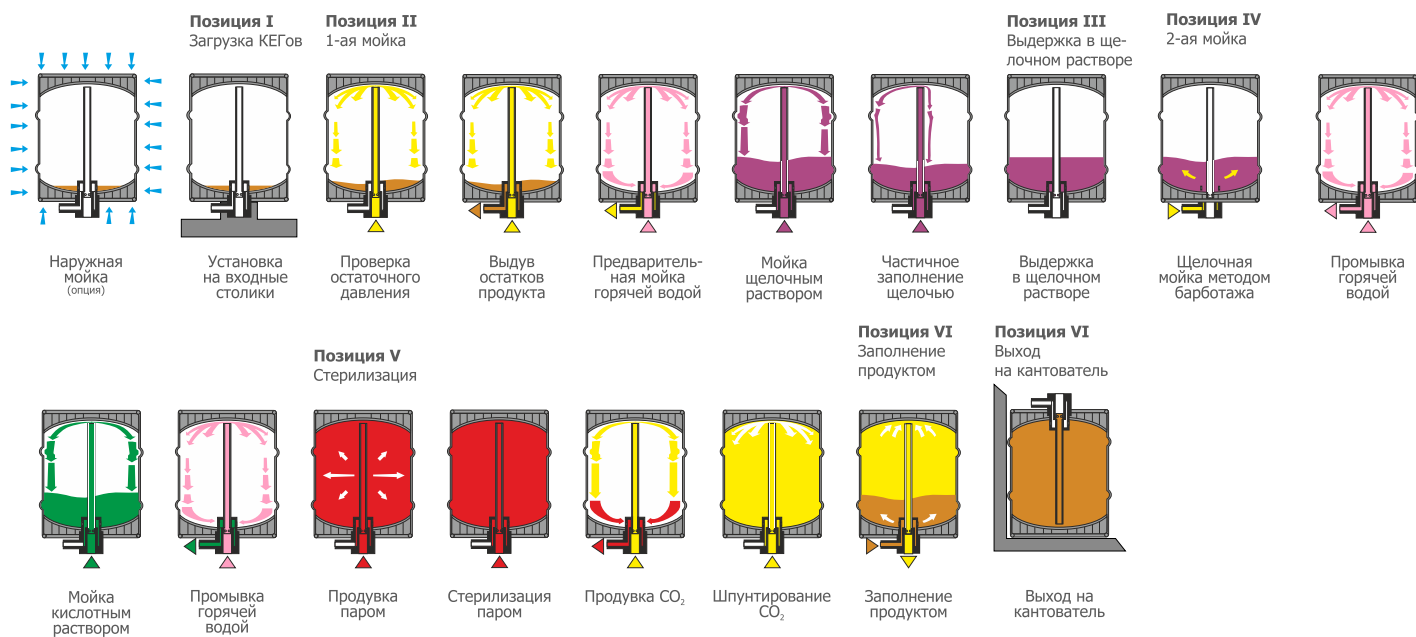 Позиция I
Загрузка КЕГов
Позиция II
1-ая мойка
Позиция III
Выдержка в ще-
лочном растворе
Позиция IV
2-ая мойка
Наружная
мойка
(опция)
Установка
на входные
столики
Проверка
остаточного
давления
Выдув
остатков
продукта
Предваритель-
ная мойка
горячей водой
Мойка
щелочным
раствором
Частичное
заполнение
щелочью
Выдержка
в щелочном
растворе
Щелочная
мойка методом
барботажа
Промывка
горячей
водой
Позиция V
Стерилизация
Позиция VI
Заполнение
продуктом
Позиция VI
Выход
на кантователь
Мойка
кислотным
раствором
Промывка
горячей
водой
Продувка
паром
Стерилизация
паром
Продувка CO₂
Шпунтирование
CO₂
Заполнение
продуктом
Выход на
кантователь